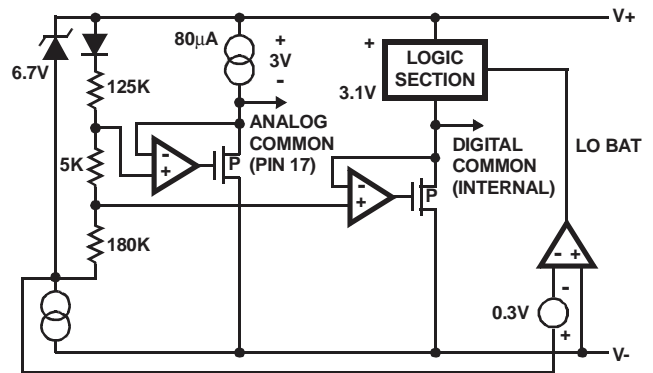 V+
80µA
+
3V
-
+
LOGIC
SECTION
6.7V
125K
3.1V
ANALOG
COMMON
(PIN 17)
-
+
P
DIGITAL
COMMON
(INTERNAL)
LO BAT
5K
-
+
P
180K
- +
-
0.3V
+
V-